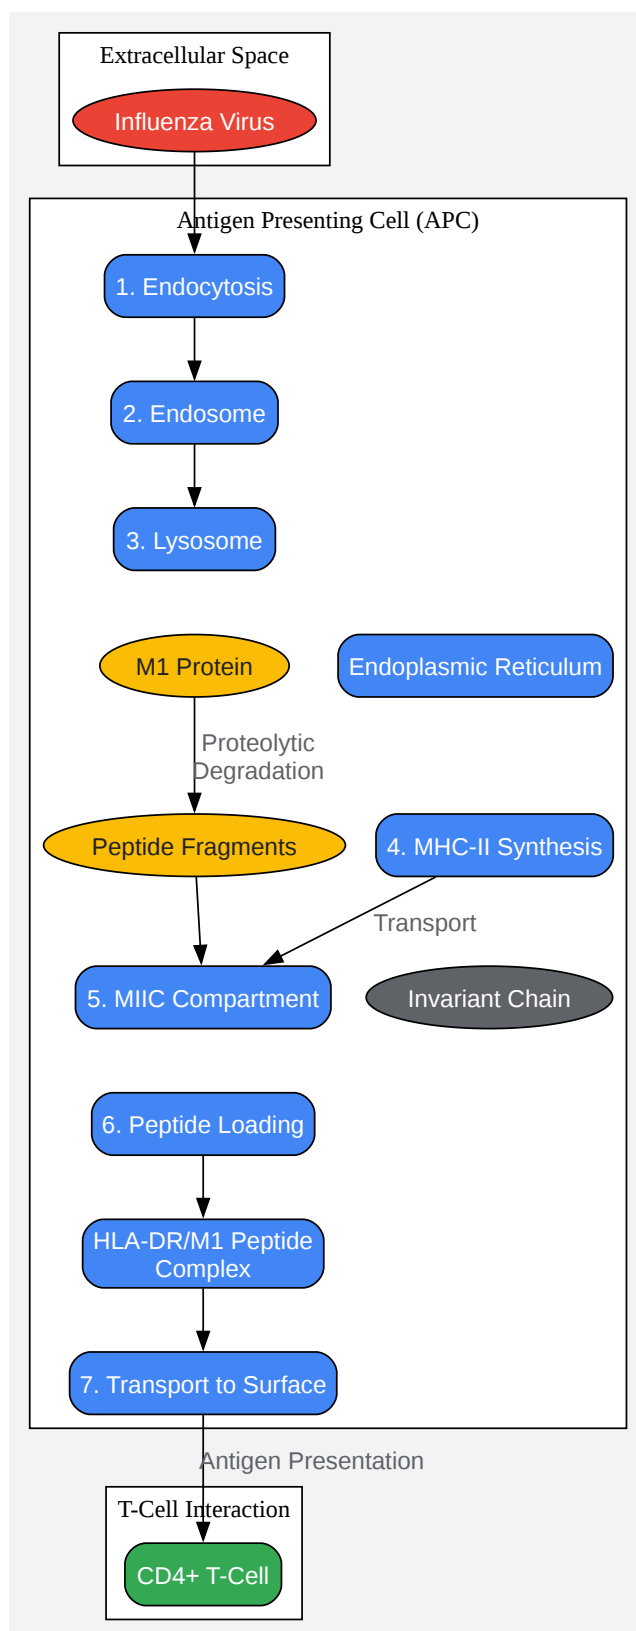 Extracellular Space
Influenza Virus
Antigen Presenting Cell (APC)
1. Endocytosis
2. Endosome
3. Lysosome
M1 Protein
Endoplasmic Reticulum
Proteolytic
Degradation
Peptide Fragments
4. MHC-II Synthesis
Transport
5. MIIC Compartment
Invariant Chain
6. Peptide Loading
HLA-DR/M1 Peptide
Complex
7. Transport to Surface
Antigen Presentation
T-Cell Interaction
CD4+ T-Cell